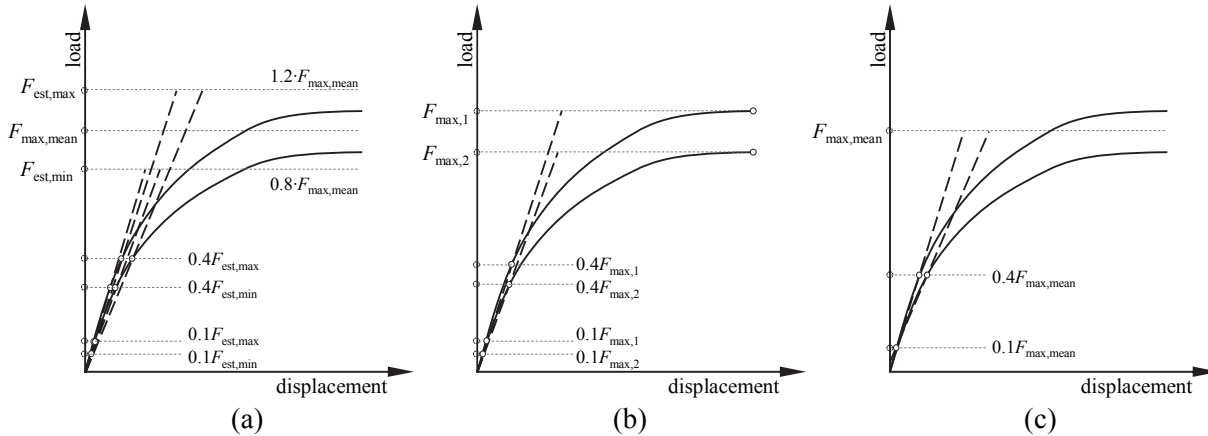 load
F_est,max
1.2·F_max,mean
F_max,mean
F_est,min
0.8·F_max,mean
0.4F_est,max
0.4F_est,min
0.1F_est,max
0.1F_est,min
displacement
(a)
load
F_max,1
F_max,2
0.4F_max,1
0.4F_max,2
0.1F_max,1
0.1F_max,2
displacement
(b)
load
F_max,mean
0.4F_max,mean
0.1F_max,mean
displacement
(c)